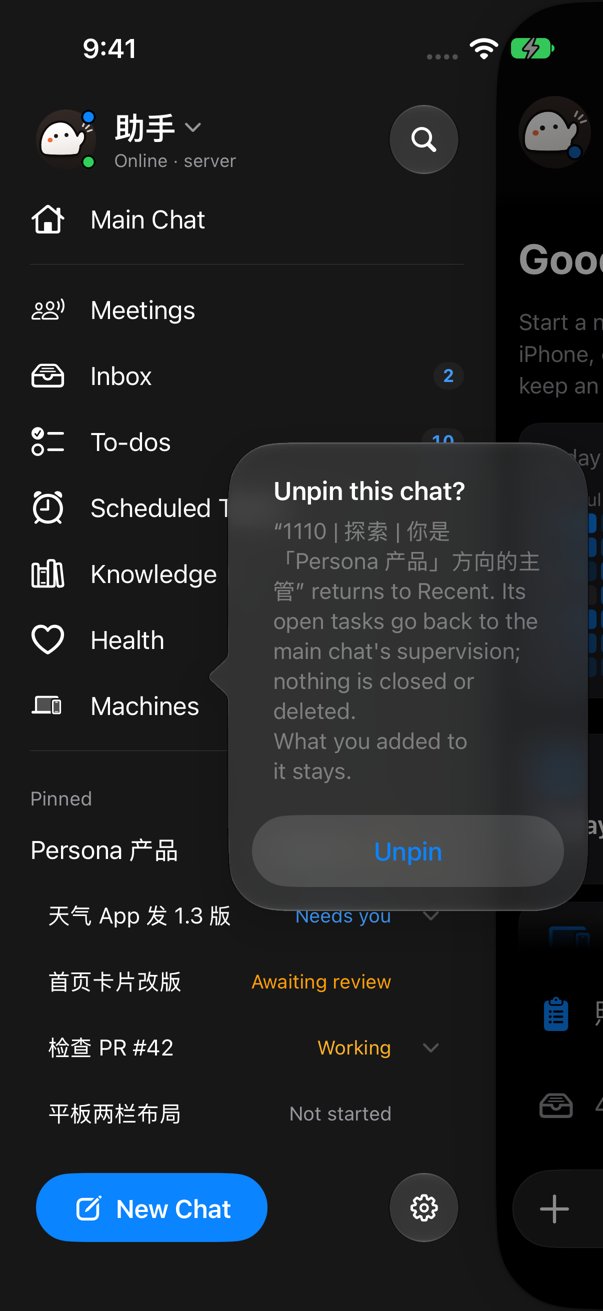 9:41
助手
Online · server
Main Chat
Meetings
Inbox
2
To-dos
10
Scheduled T
Knowledge
Health
Machines
Pinned
Persona 产品
天气 App 发 1.3 版
Needs you
首页卡片改版
Awaiting review
检查 PR #42
Working
平板两栏布局
Not started
New Chat
Unpin this chat?
“1110 | 探索 | 你是
「Persona 产品」方向的主
管” returns to Recent. Its
open tasks go back to the
main chat's supervision;
nothing is closed or
deleted.
What you added to
it stays.
Unpin
Good
Start a n
iPhone,
keep an